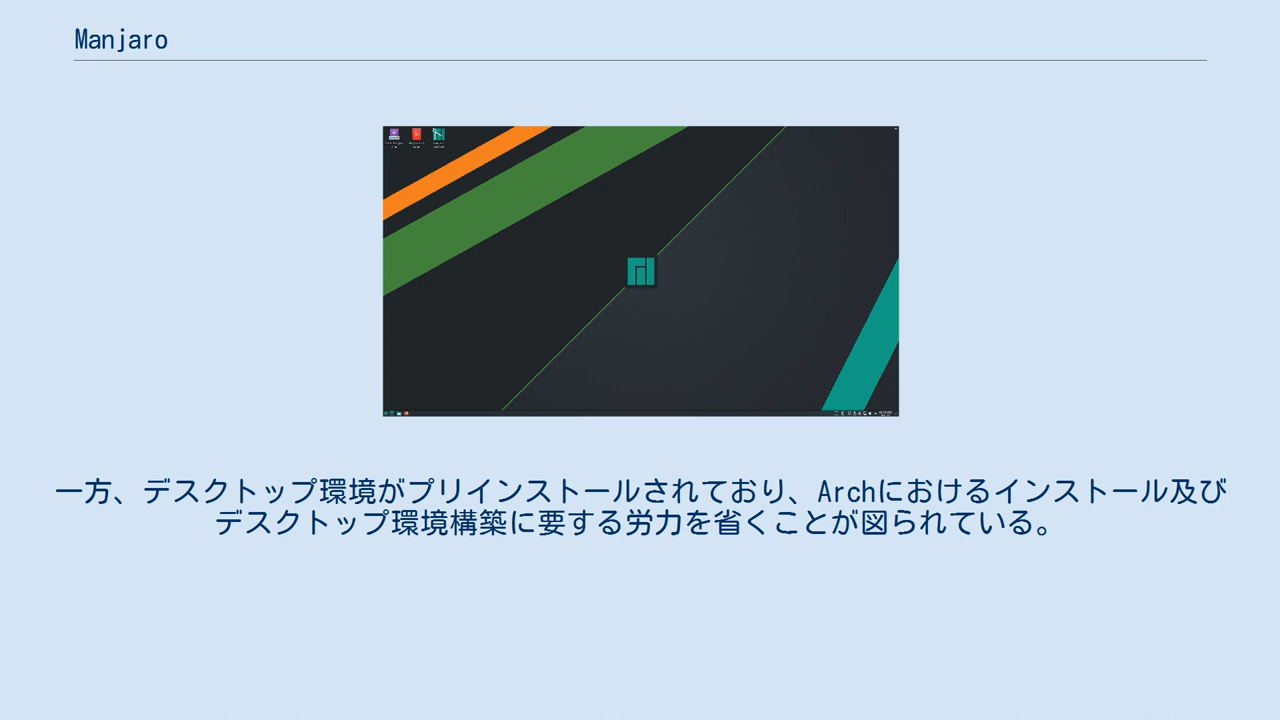 Manjaro
一方、デスクトップ環境がプリインストールされており、Archにおけるインストール及び
デスクトップ環境構築に要する労力を省くことが図られている。